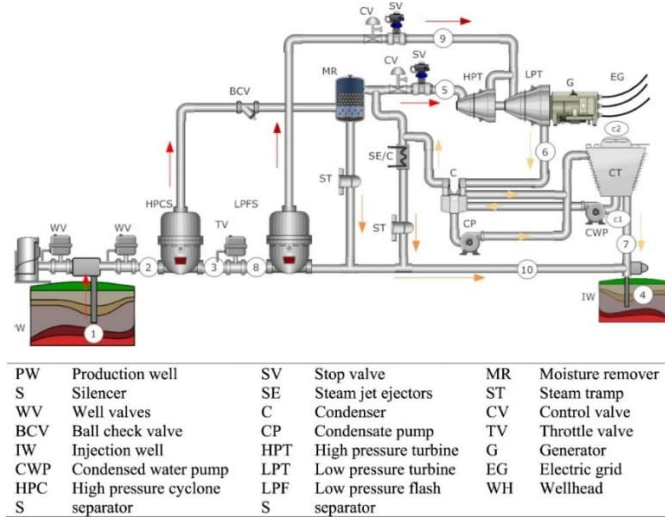 CV
SV
9
CV
SV
MR
5
HPT
LPT
G
EG
BCV
6
c2
SE/C
C
CT
ST
HPCS
LPFS
TV
CP
CWP
c1
7
WV
WV
ST
2
3
8
10
IW
4
W
1
PW Production well SV Stop valve MR Moisture remover
S Silencer SE Steam jet ejectors ST Steam tramp
WV Well valves C Condenser CV Control valve
BCV Ball check valve CP Condensate pump TV Throttle valve
IW Injection well HPT High pressure turbine G Generator
CWP Condensed water pump LPT Low pressure turbine EG Electric grid
HPC High pressure cyclone LPF Low pressure flash WH Wellhead
S separator S separator